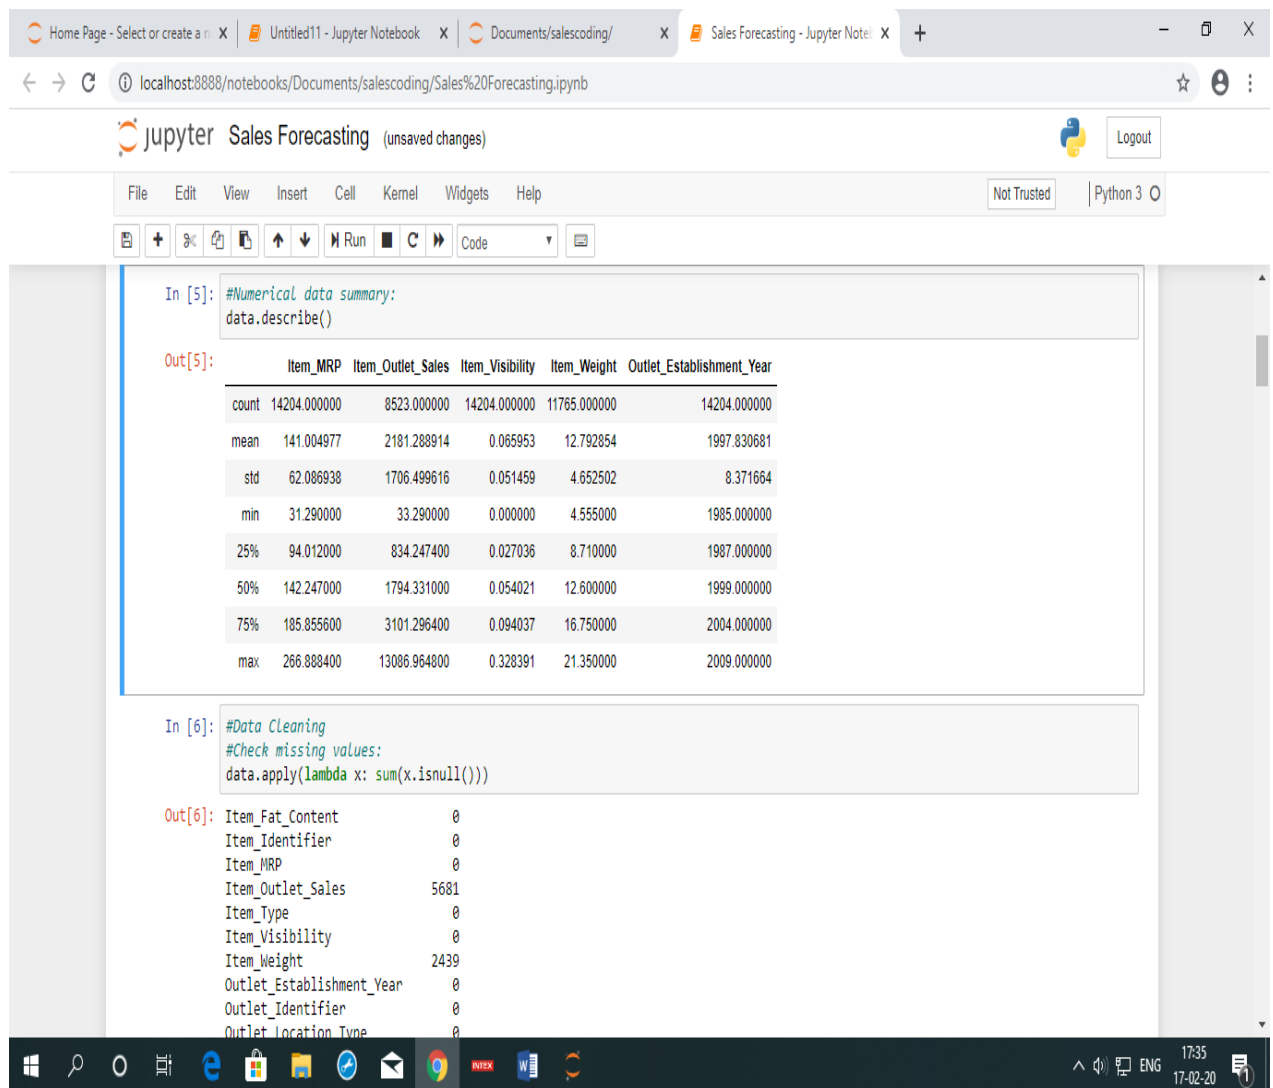 Home Page - Select or create a n X Untitled11 - Jupyter Notebook X Documents/salescoding/ X Sales Forecasting - Jupyter Note X +
localhost:8888/notebooks/Documents/salescoding/Sales%20Forecasting.ipynb
jupyter Sales Forecasting (unsaved changes) Logout
File Edit View Insert Cell Kernel Widgets Help Not Trusted Python 3
Run Code
In [5]: #Numerical data summary:
data.describe()
Out[5]:
Item_MRP Item_Outlet_Sales Item_Visibility Item_Weight Outlet_Establishment_Year
count 14204.000000 8523.000000 14204.000000 11765.000000 14204.000000
mean 141.004977 2181.288914 0.065953 12.792854 1997.830681
std 62.086938 1706.499616 0.051459 4.652502 8.371664
min 31.290000 33.290000 0.000000 4.555000 1985.000000
25% 94.012000 834.247400 0.027036 8.710000 1987.000000
50% 142.247000 1794.331000 0.054021 12.600000 1999.000000
75% 185.855600 3101.296400 0.094037 16.750000 2004.000000
max 266.888400 13086.964800 0.328391 21.350000 2009.000000
In [6]: #Data Cleaning
#Check missing values:
data.apply(lambda x: sum(x.isnull()))
Out[6]: Item_Fat_Content 0
Item_Identifier 0
Item_MRP 0
Item_Outlet_Sales 5681
Item_Type 0
Item_Visibility 0
Item_Weight 2439
Outlet_Establishment_Year 0
Outlet_Identifier 0
Outlet_Location_Type 0
INTEX ENG 17:35
17-02-20 1